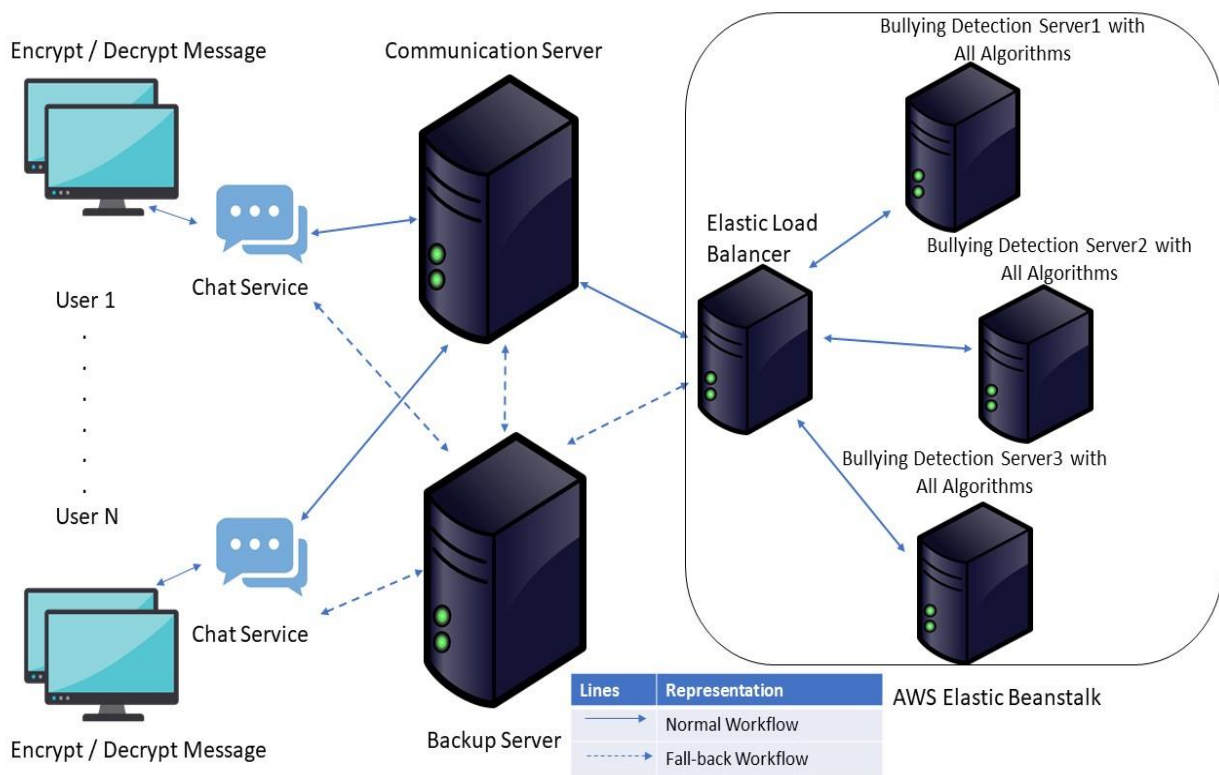 Encrypt / Decrypt Message
Communication Server
Bullying Detection Server1 with
All Algorithms
Elastic Load
Balancer
Bullying Detection Server2 with
All Algorithms
Chat Service
User 1
.
.
.
.
.
User N
Bullying Detection Server3 with
All Algorithms
Chat Service
Encrypt / Decrypt Message
Backup Server
Lines Representation
Normal Workflow
Fall-back Workflow
AWS Elastic Beanstalk